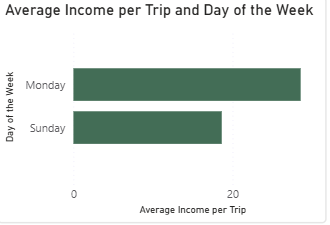 Average Income per Trip and Day of the Week
Day of the Week
Monday
Sunday
0 20
Average Income per Trip